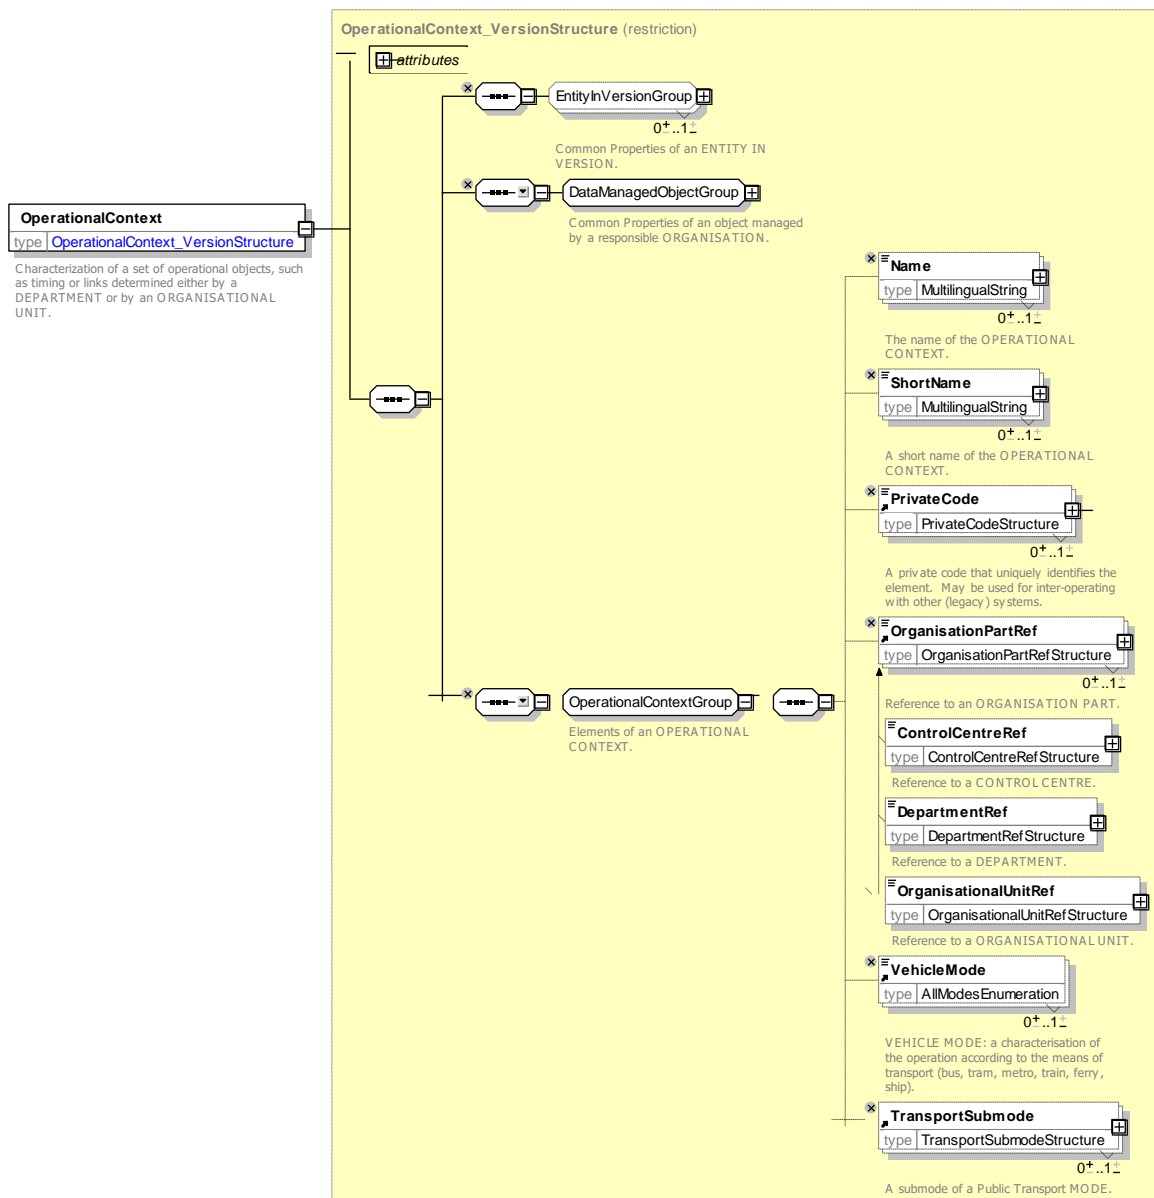 OperationalContext_VersionStructure (restriction)
attributes
EntityInVersionGroup
0..1
Common Properties of an ENTITY IN
VERSION.
DataManagedObjectGroup
Common Properties of an object managed
by a responsible ORGANISATION.
OperationalContext
type OperationalContext_VersionStructure
Characterization of a set of operational objects, such
as timing or links determined either by a
DEPARTMENT or by an ORGANISATIONAL
UNIT.
Name
type MultilingualString
0..1
The name of the OPERATIONAL
CONTEXT.
ShortName
type MultilingualString
0..1
A short name of the OPERATIONAL
CONTEXT.
PrivateCode
type PrivateCodeStructure
0..1
A private code that uniquely identifies the
element. May be used for inter-operating
with other (legacy) systems.
OrganisationPartRef
type OrganisationPartRefStructure
0..1
Reference to an ORGANISATION PART.
OperationalContextGroup
Elements of an OPERATIONAL
CONTEXT.
ControlCentreRef
type ControlCentreRefStructure
Reference to a CONTROL CENTRE.
DepartmentRef
type DepartmentRefStructure
Reference to a DEPARTMENT.
OrganisationalUnitRef
type OrganisationalUnitRefStructure
Reference to a ORGANISATIONAL UNIT.
VehicleMode
type AllModesEnumeration
0..1
VEHICLE MODE: a characterisation of
the operation according to the means of
transport (bus, tram, metro, train, ferry,
ship).
TransportSubmode
type TransportSubmodeStructure
0..1
A submode of a Public Transport MODE.